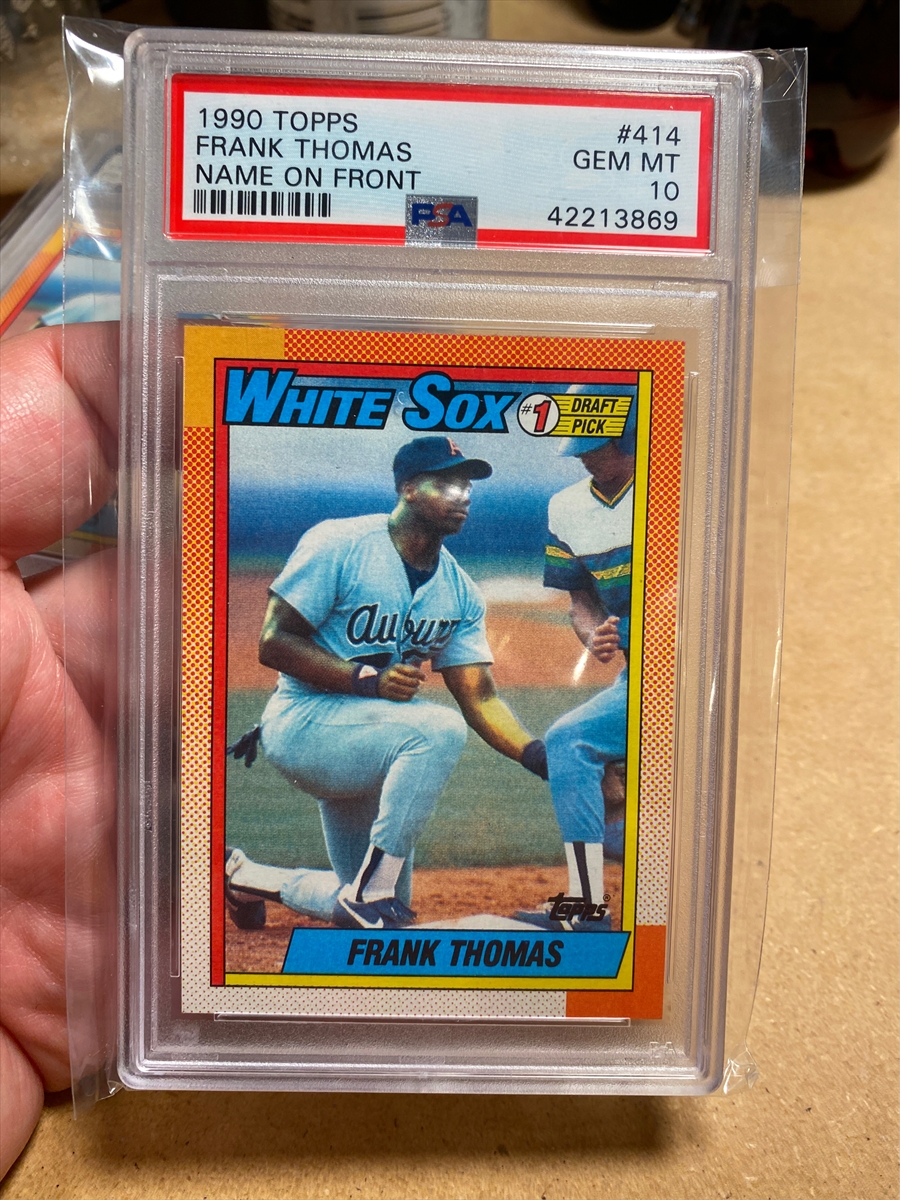 1990 TOPPS #414
FRANK THOMAS GEM MT
NAME ON FRONT 10
PSA 42213869
WHITE SOX #1 DRAFT
PICK
Auburn
topps®
FRANK THOMAS